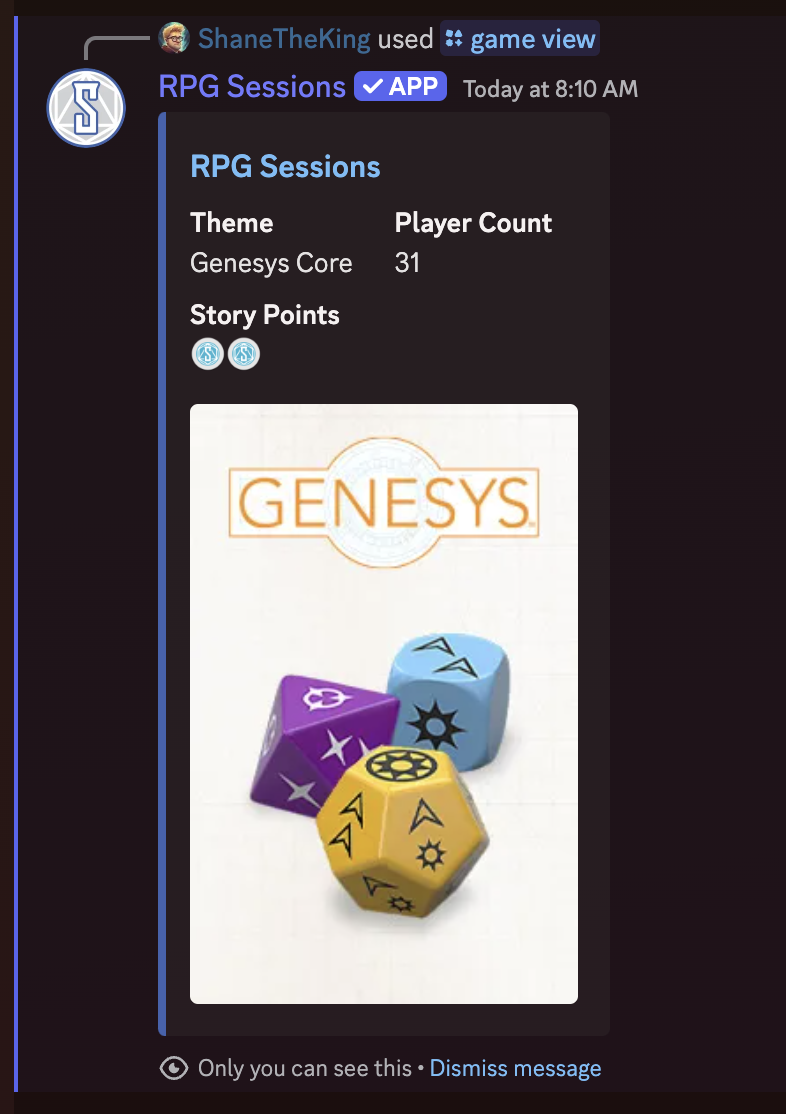 ShaneTheKing used game view
RPG Sessions ✓ APP Today at 8:10 AM
RPG Sessions
Theme Player Count
Genesys Core 31
Story Points
GENESYS
Only you can see this • Dismiss message